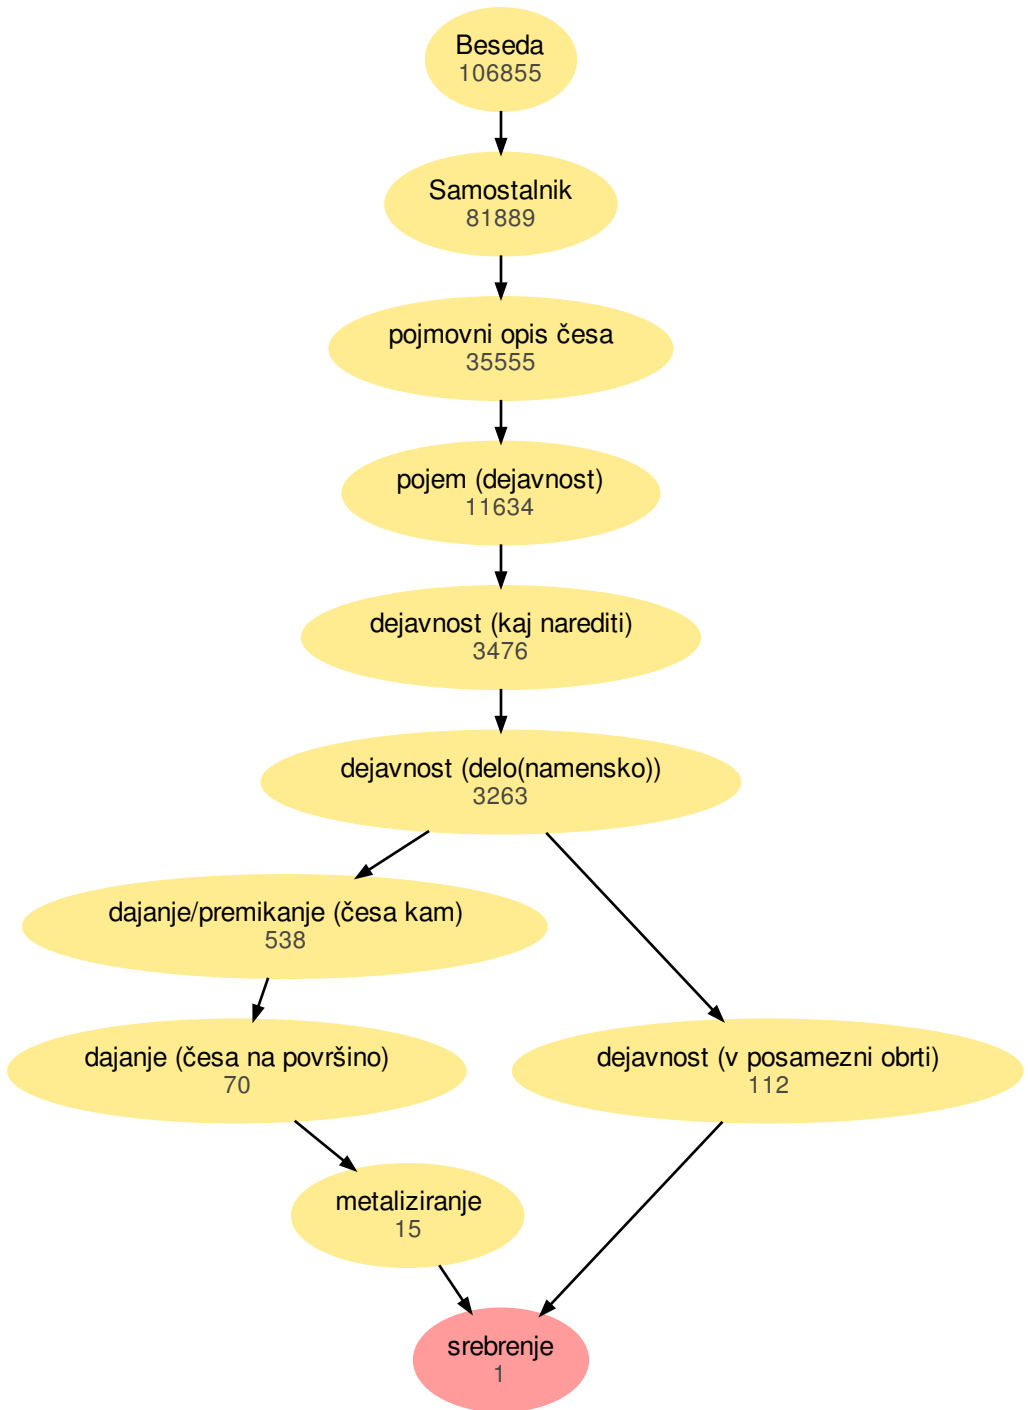 Beseda
106855
Samostalnik
81889
pojmovni opis česa
35555
pojem (dejavnost)
11634
dejavnost (kaj narediti)
3476
dejavnost (delo(namensko))
3263
dajanje/premikanje (česa kam)
538
dajanje (česa na površino)
70
dejavnost (v posamezni obrti)
112
metaliziranje
15
srebrenje
1